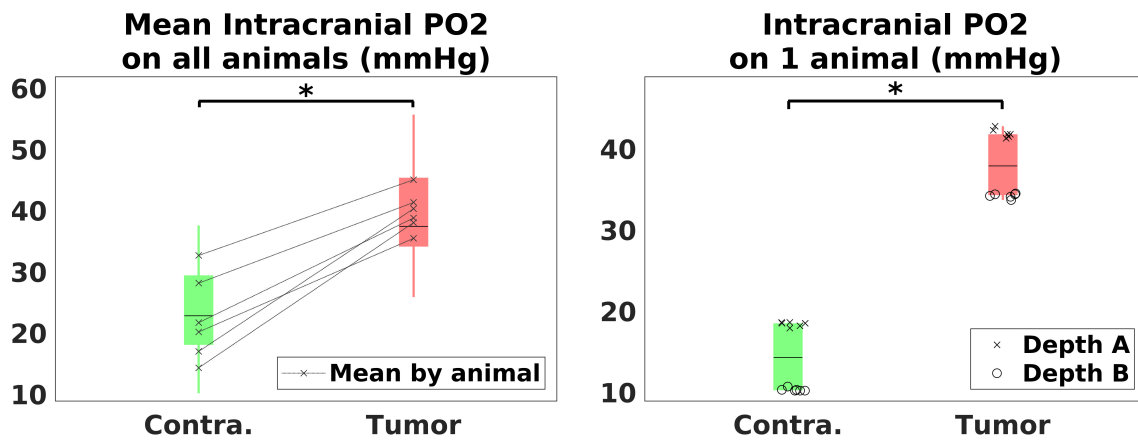 Mean Intracranial PO2
on all animals (mmHg)
*
60
50
40
30
20
10
Mean by animal
Contra.
Tumor
Intracranial PO2
on 1 animal (mmHg)
*
40
30
20
10
Depth A
Depth B
Contra.
Tumor